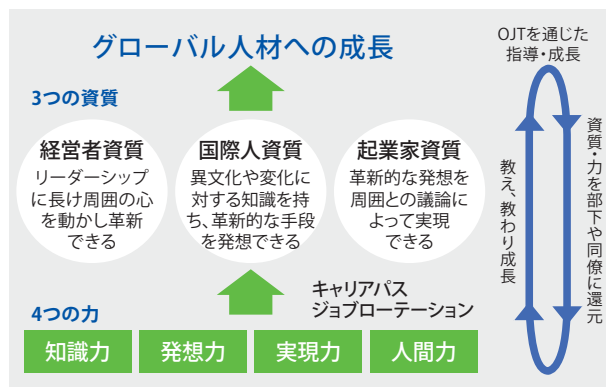 グローバル人材への成長
3つの資質
経営者資質
リーダーシップ
に長け周囲の心
を動かし革新
できる
国際人資質
異文化や変化に
対する知識を持
ち、革新的な手段
を発想できる
起業家資質
革新的な発想を
周囲との議論に
よって実現
できる
キャリアパス
ジョブローテーション
4つの力
知識力
発想力
実現力
人間力
OJTを通じた
指導・成長
教え、教わり成長
資質・力を部下や同僚に還元